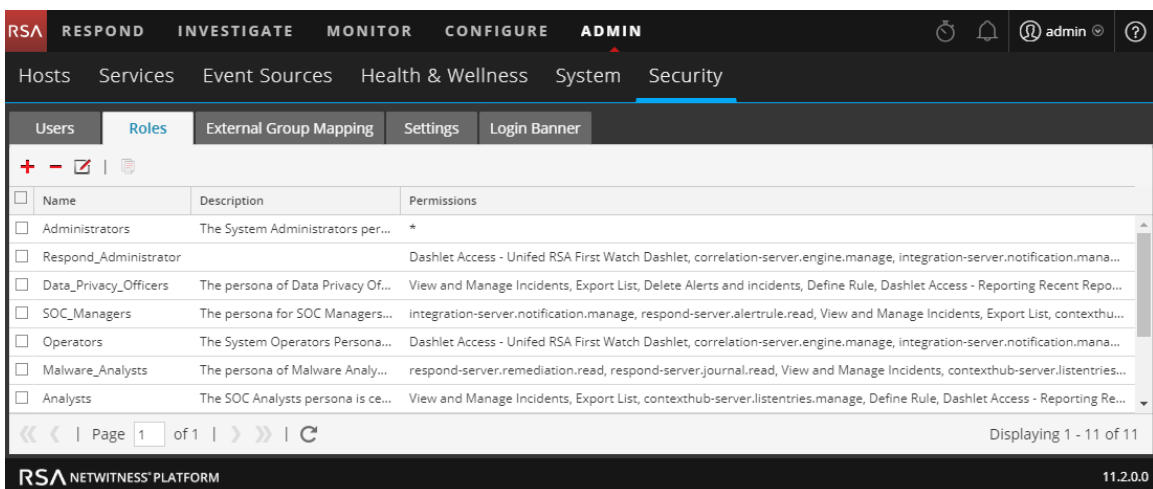 RSA RESPOND INVESTIGATE MONITOR CONFIGURE ADMIN admin ?
Hosts Services Event Sources Health & Wellness System Security
Users Roles External Group Mapping Settings Login Banner
Name Description Permissions
Administrators The System Administrators per... *
Respond_Administrator Dashlet Access - Unifed RSA First Watch Dashlet, correlation-server.engine.manage, integration-server.notification.mana...
Data_Privacy_Officers The persona of Data Privacy Of... View and Manage Incidents, Export List, Delete Alerts and incidents, Define Rule, Dashlet Access - Reporting Recent Repo...
SOC_Managers The persona for SOC Managers... integration-server.notification.manage, respond-server.alertrule.read, View and Manage Incidents, Export List, contexthu...
Operators The System Operators Persona... Dashlet Access - Unifed RSA First Watch Dashlet, correlation-server.engine.manage, integration-server.notification.mana...
Malware_Analysts The persona of Malware Analy... respond-server.remediation.read, respond-server.journal.read, View and Manage Incidents, contexthub-server.listentries...
Analysts The SOC Analysts persona is ce... View and Manage Incidents, Export List, contexthub-server.listentries.manage, Define Rule, Dashlet Access - Reporting Re...
Page 1 of 1 Displaying 1 - 11 of 11
RSA NETWITNESS® PLATFORM 11.2.0.0